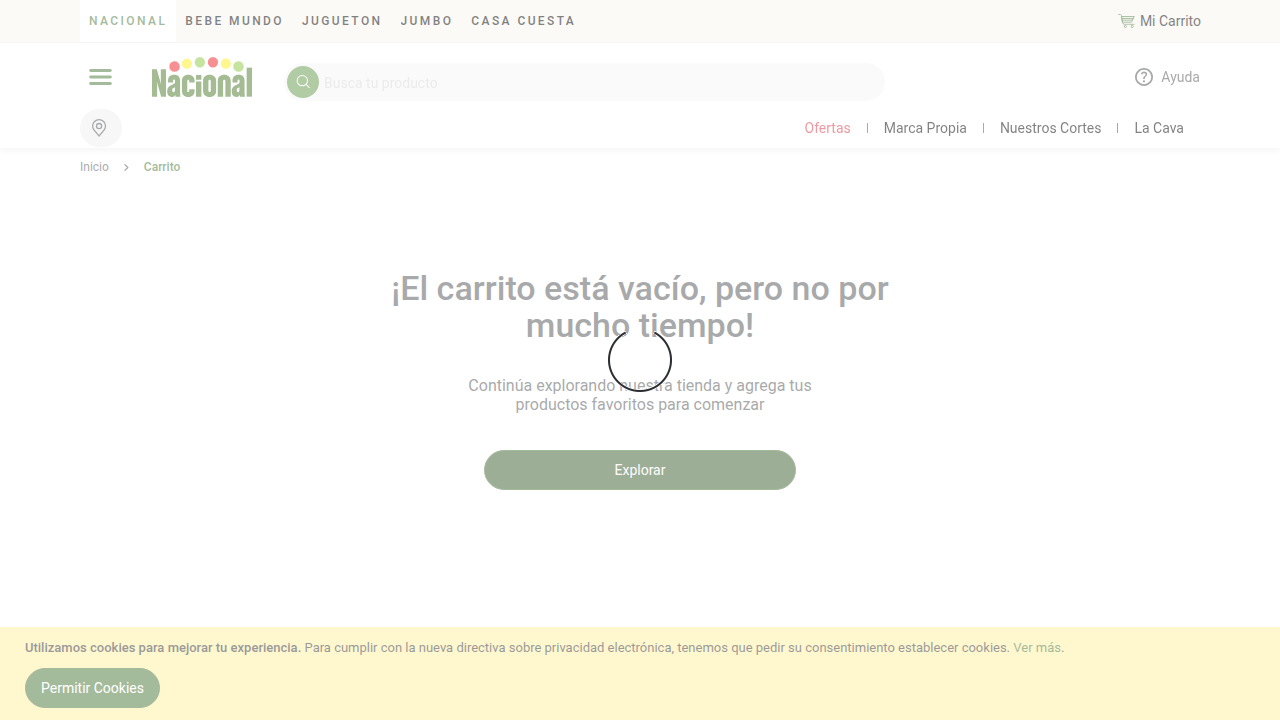 NACIONAL BEBE MUNDO JUGUETON JUMBO CASA CUESTA Mi Carrito
Nacional Busca tu producto Ayuda
Ofertas Marca Propia Nuestros Cortes La Cava
Inicio Carrito
¡El carrito está vacío, pero no por
mucho tiempo!
Continúa explorando nuestra tienda y agrega tus
productos favoritos para comenzar
Explorar
Utilizamos cookies para mejorar tu experiencia. Para cumplir con la nueva directiva sobre privacidad electrónica, tenemos que pedir su consentimiento establecer cookies. Ver más.
Permitir Cookies